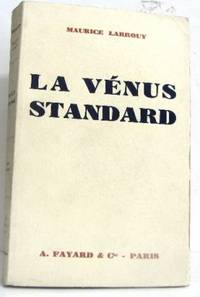 MAURICE LARROUY
LA VÉNUS
STANDARD
A. FAYARD & Cie - PARIS